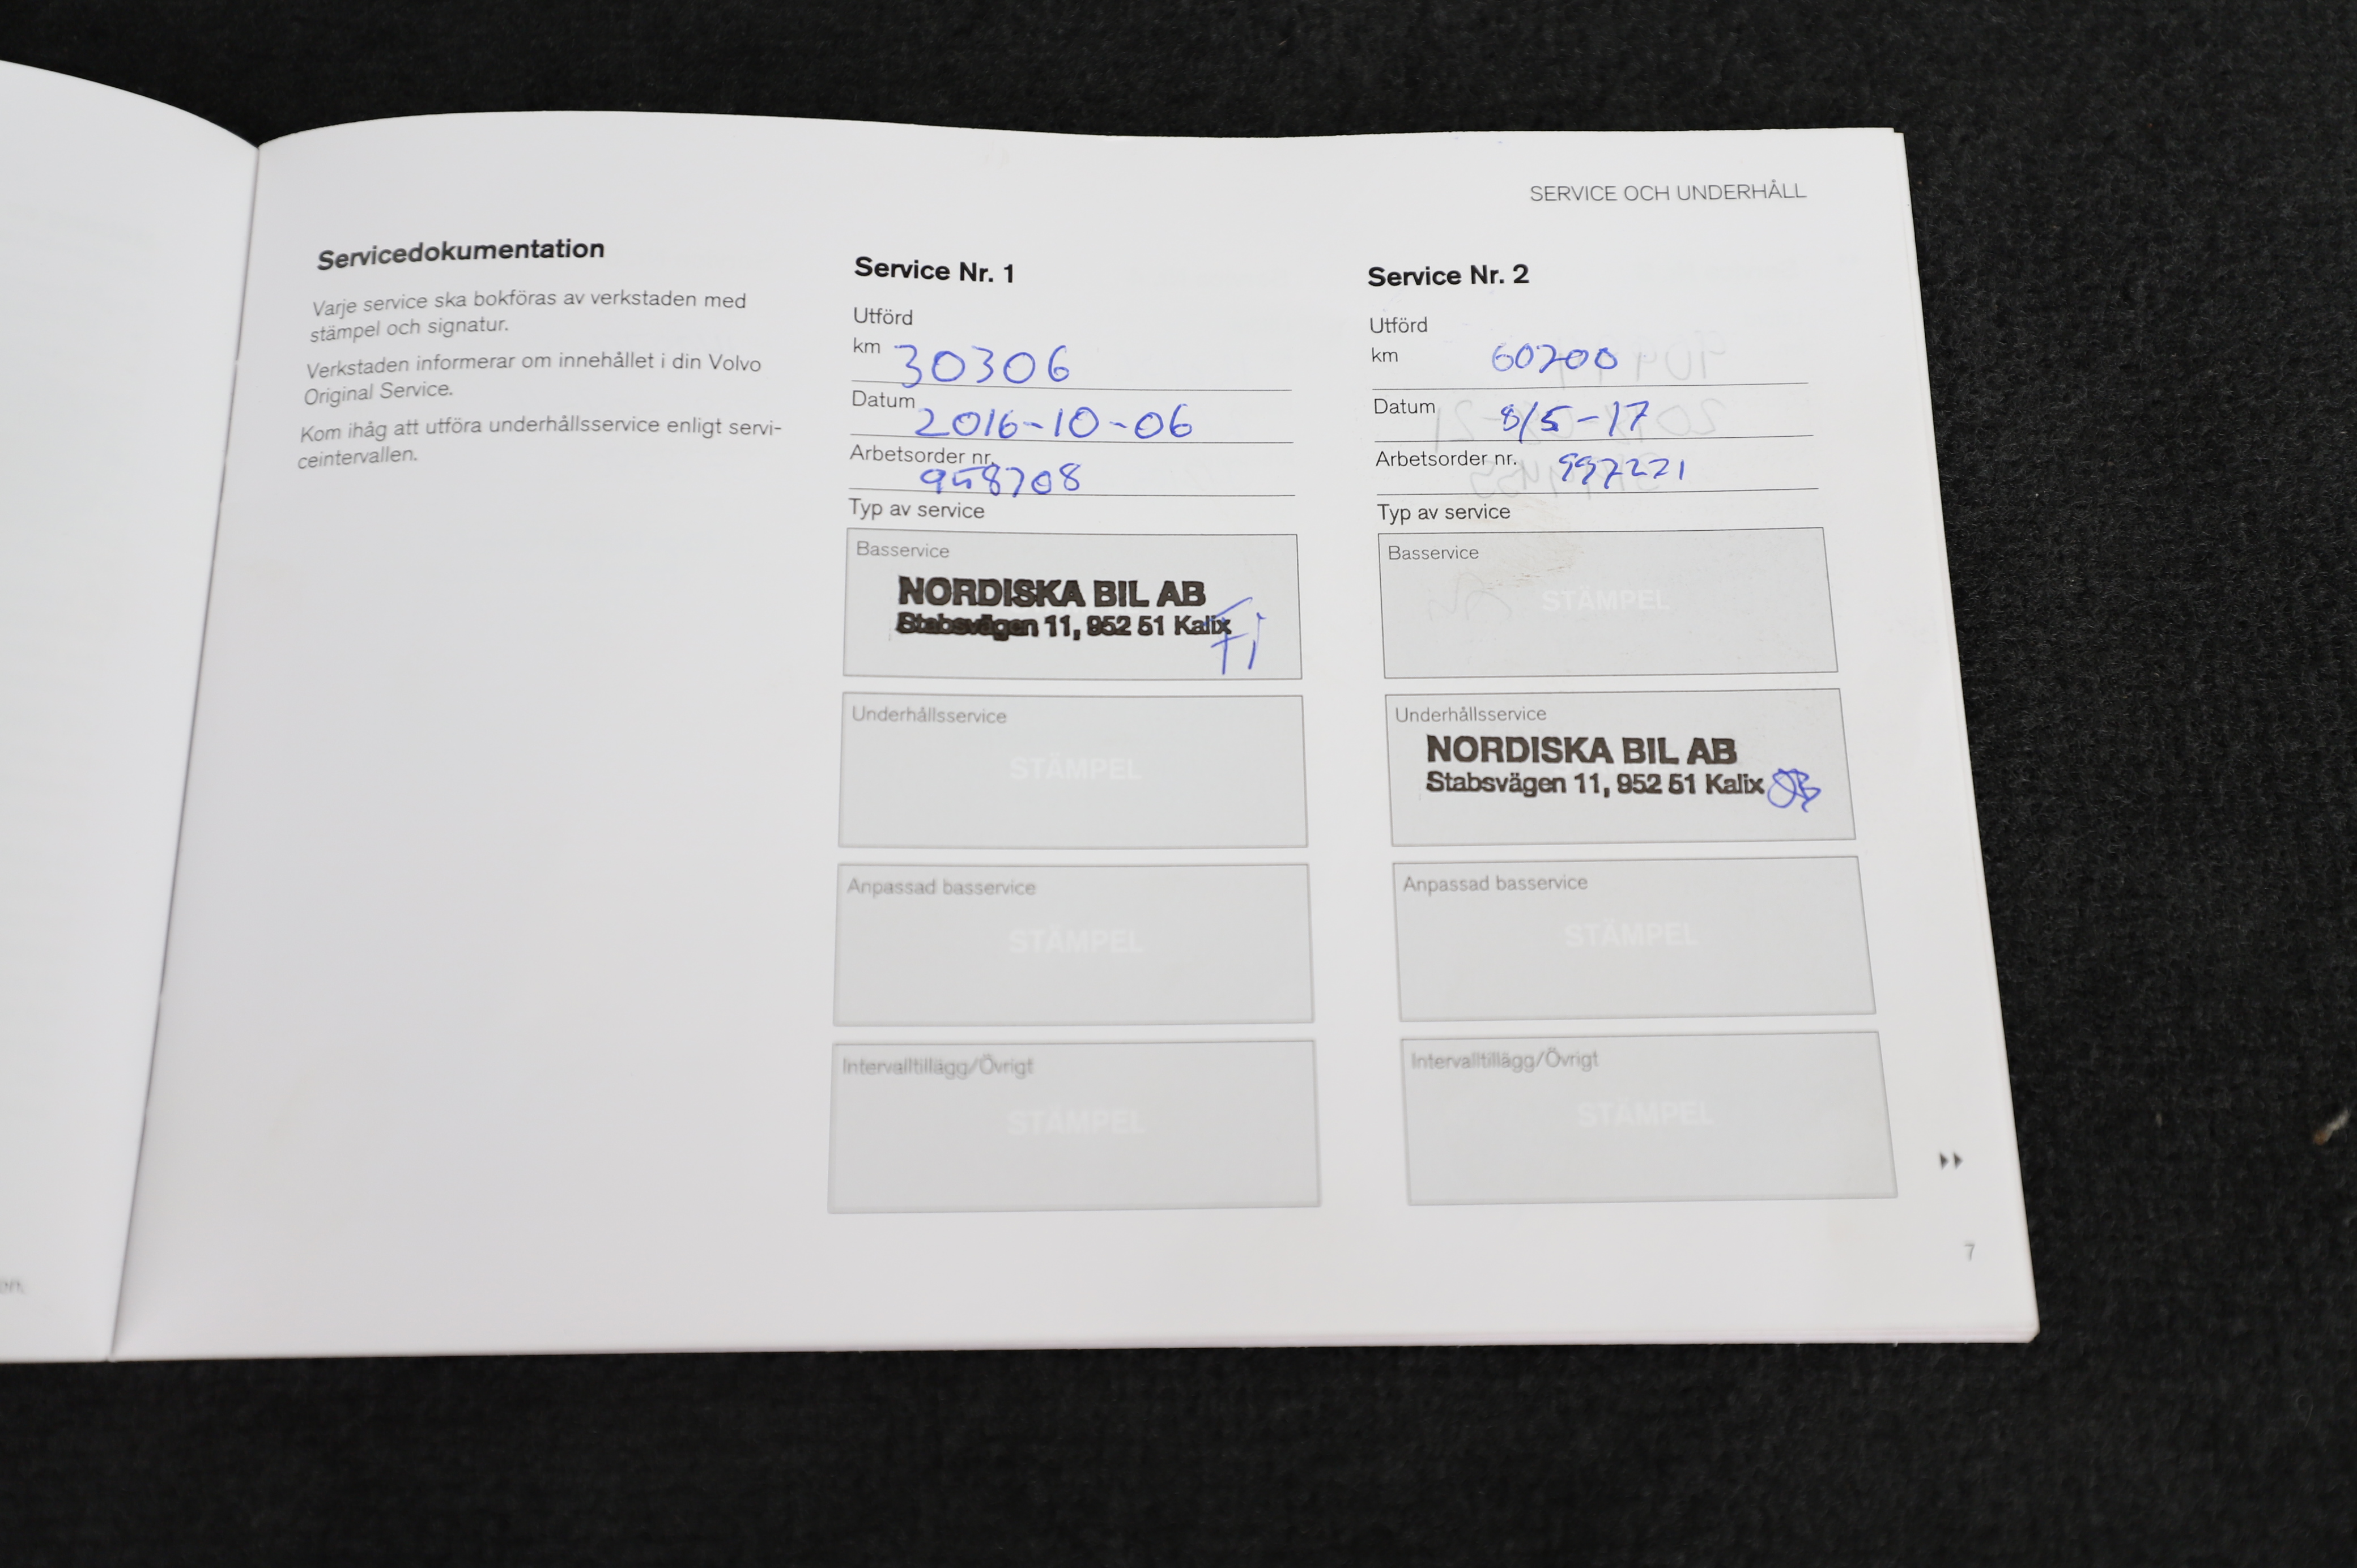 SERVICE OCH UNDERHÅLL
Servicedokumentation
Varje service ska bokföras av verkstaden med
stämpel och signatur.
Verkstaden informerar om innehållet i din Volvo
Original Service.
Kom ihåg att utföra underhållsservice enligt servi-
ceintervallen.
Service Nr. 1
Utförd
km 30306
Datum 2016-10-06
Arbetsorder nr. 958708
Typ av service
Basservice
NORDISKA BIL AB
Stabsvägen 11, 952 51 Kalix
Underhållsservice
STÄMPEL
Anpassad basservice
STÄMPEL
Intervalltillägg/Övrigt
STÄMPEL
Service Nr. 2
Utförd
km 60700
Datum 8/5-17
Arbetsorder nr. 997221
Typ av service
Basservice
STÄMPEL
Underhållsservice
NORDISKA BIL AB
Stabsvägen 11, 952 51 Kalix
Anpassad basservice
STÄMPEL
Intervalltillägg/Övrigt
STÄMPEL
7